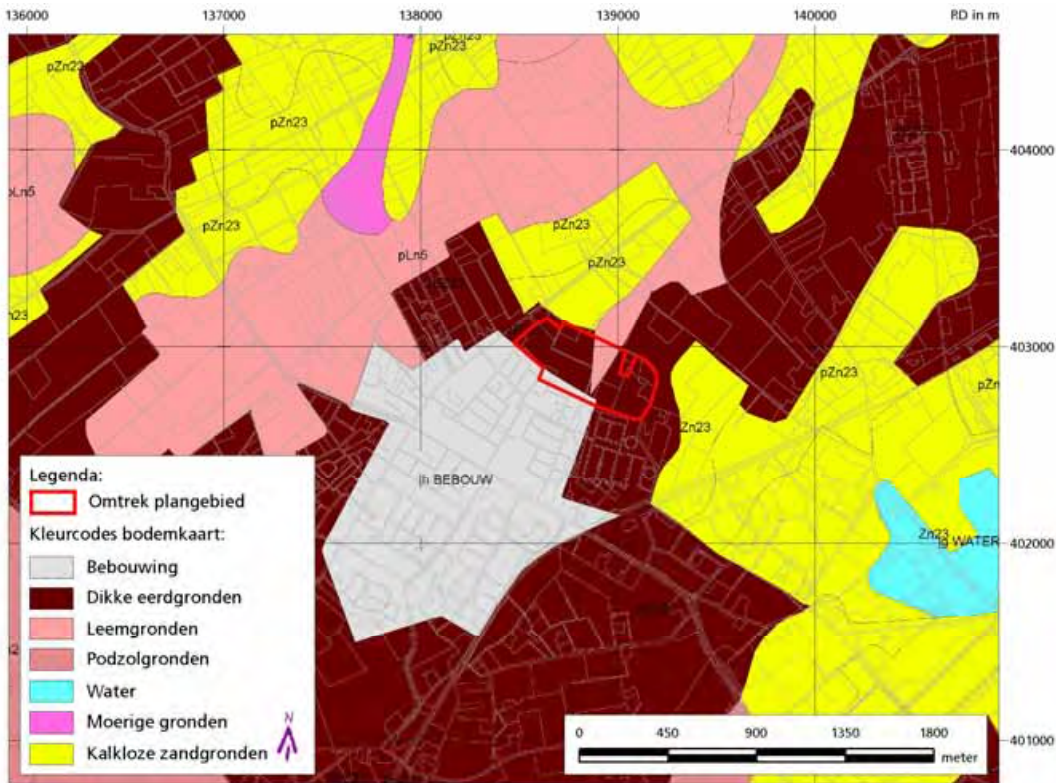 136000 137000 138000 139000 140000 RD in m
pZn23
pZn23
pZn23
404000
pLn5
pZn23
pZn23
pLn5
pZn23
403000
pZn23
Zn23
h BEBOUW
402000
Zn23
g WATER
401000
Legenda:
Omtrek plangebied
Kleurcodes bodemkaart:
Bebouwing
Dikke eerdgronden
Leemgronden
Podzolgronden
Water
Moerige gronden
Kalkloze zandgronden
N
0 450 900 1350 1800
meter